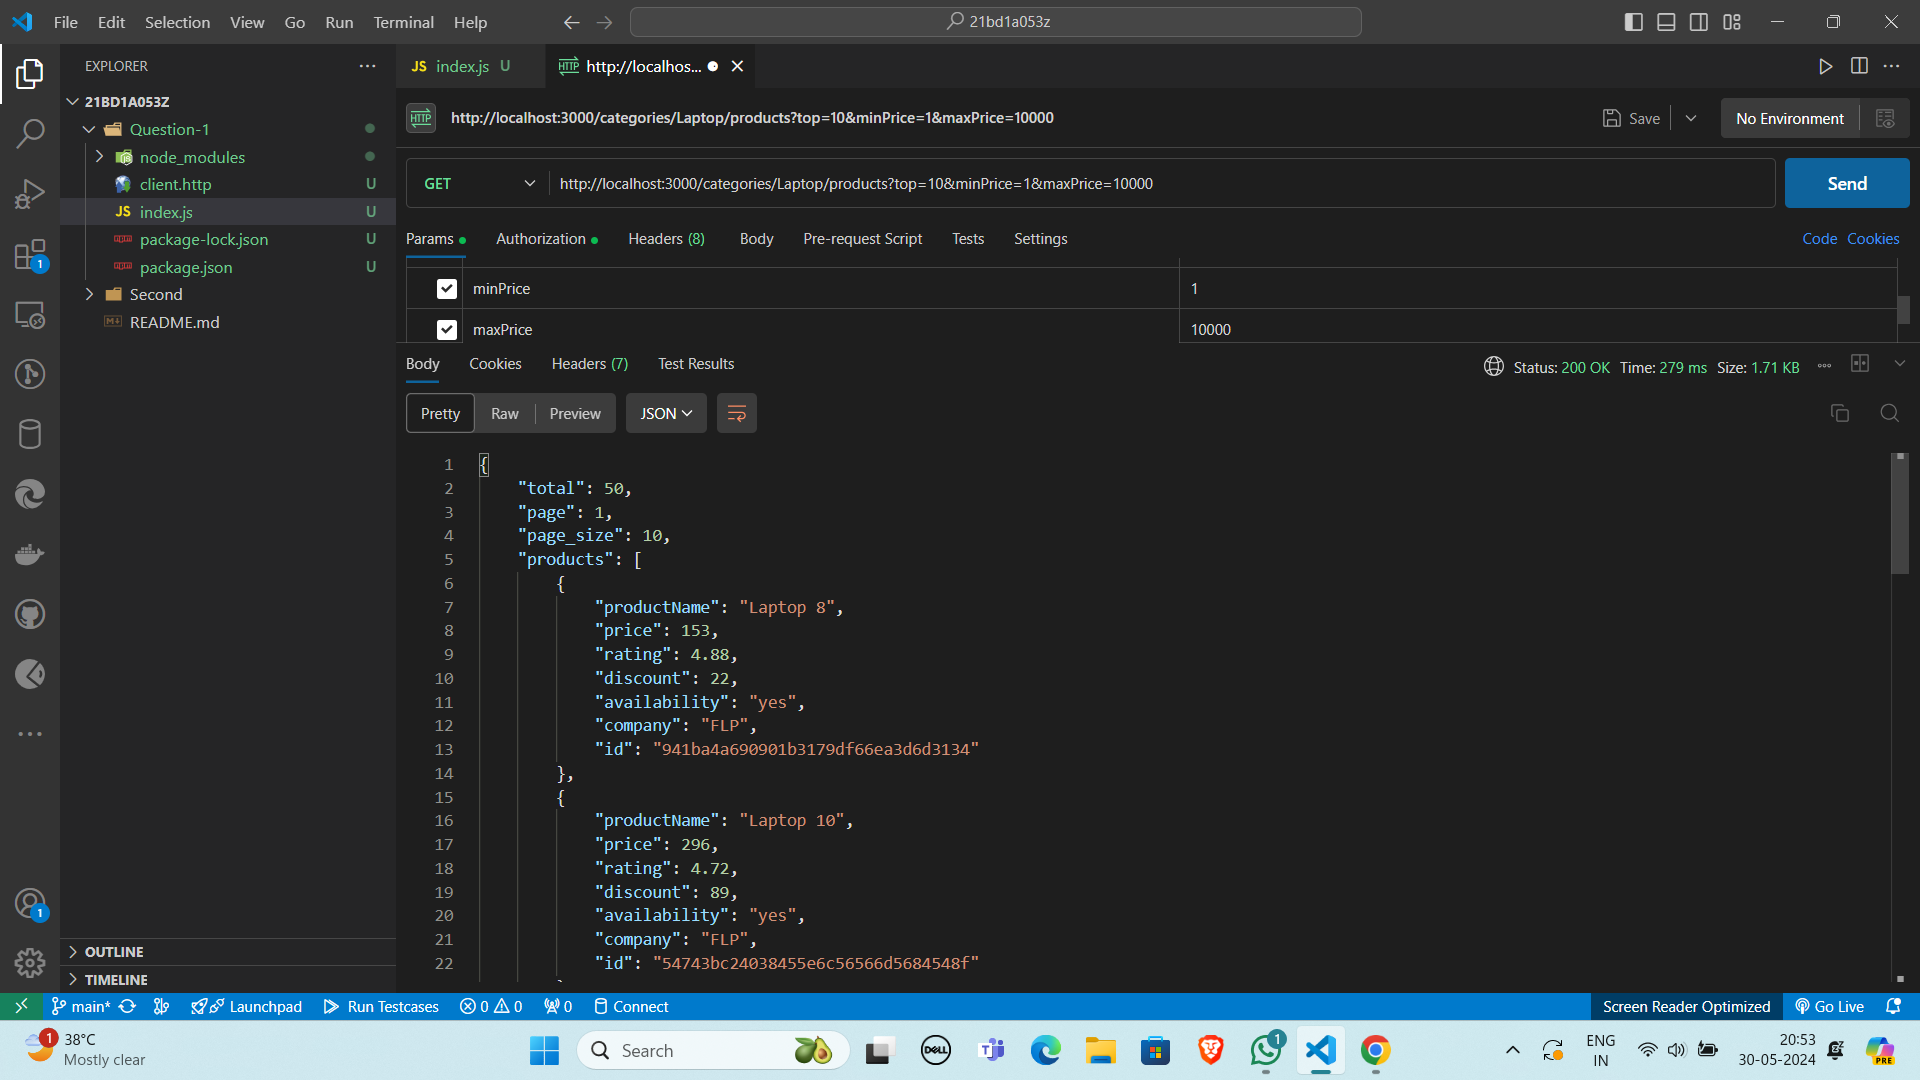 File Edit Selection View Go Run Terminal Help
21bd1a053z
EXPLORER
21BD1A053Z
Question-1
node_modules
client.http U
JS index.js U
package-lock.json U
package.json U
Second
README.md
OUTLINE
TIMELINE
JS index.js U
HTTP http://localhos...
HTTP http://localhost:3000/categories/Laptop/products?top=10&minPrice=1&maxPrice=10000
Save
No Environment
GET http://localhost:3000/categories/Laptop/products?top=10&minPrice=1&maxPrice=10000
Send
Params Authorization Headers (8) Body Pre-request Script Tests Settings Code Cookies
minPrice 1
maxPrice 10000
Body Cookies Headers (7) Test Results
Status: 200 OK Time: 279 ms Size: 1.71 KB
Pretty Raw Preview JSON
1 {
2 "total": 50,
3 "page": 1,
4 "page_size": 10,
5 "products": [
6 {
7 "productName": "Laptop 8",
8 "price": 153,
9 "rating": 4.88,
10 "discount": 22,
11 "availability": "yes",
12 "company": "FLP",
13 "id": "941ba4a690901b3179df66ea3d6d3134"
14 },
15 {
16 "productName": "Laptop 10",
17 "price": 296,
18 "rating": 4.72,
19 "discount": 89,
20 "availability": "yes",
21 "company": "FLP",
22 "id": "54743bc24038455e6c56566d5684548f"
1
1
main* Launchpad Run Testcases 0 0 0 Connect
Screen Reader Optimized Go Live
1
38°C
Mostly clear
Search
DELL
1
ENG
IN
20:53
30-05-2024
PRE